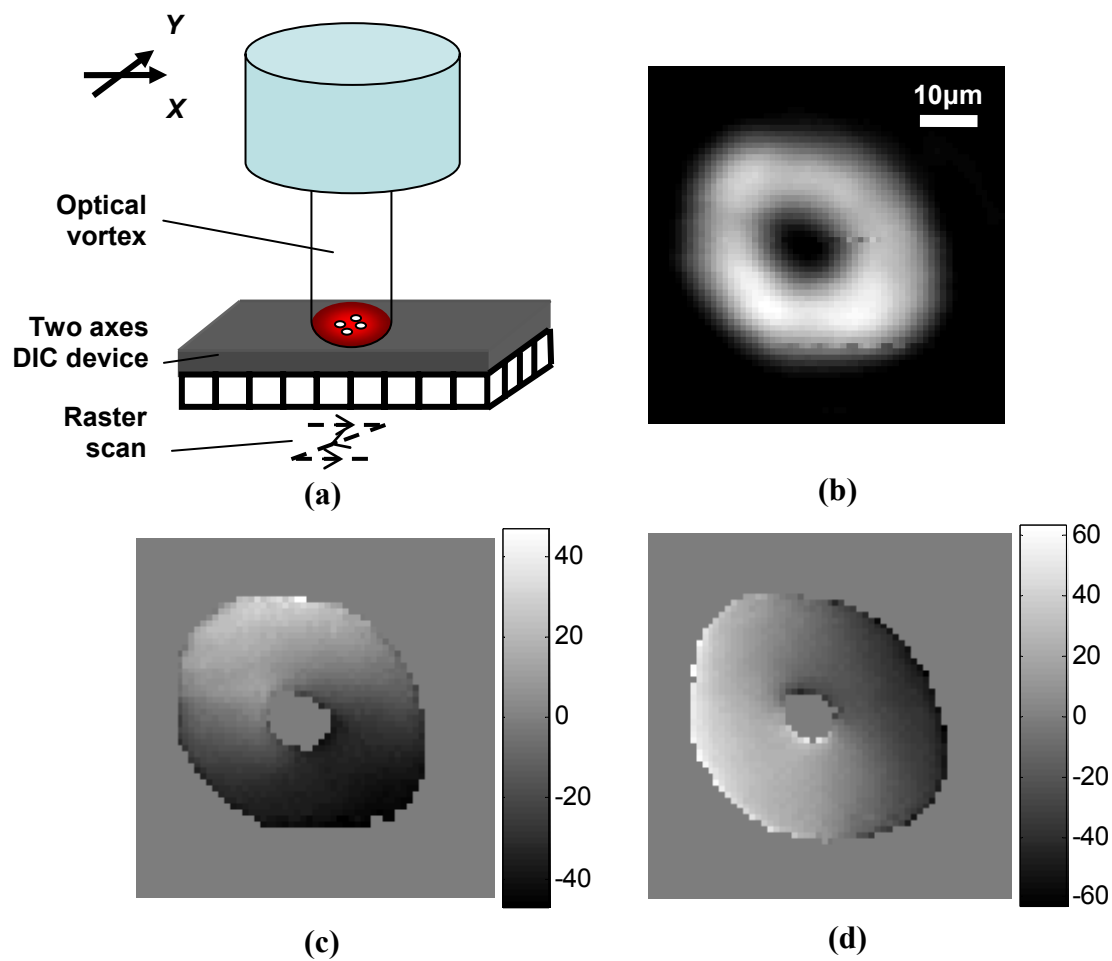 Y
X
Optical
vortex
Two axes
DIC device
Raster
scan
(a)
10µm
(b)
40
20
0
-20
-40
(c)
60
40
20
0
-20
-40
-60
(d)